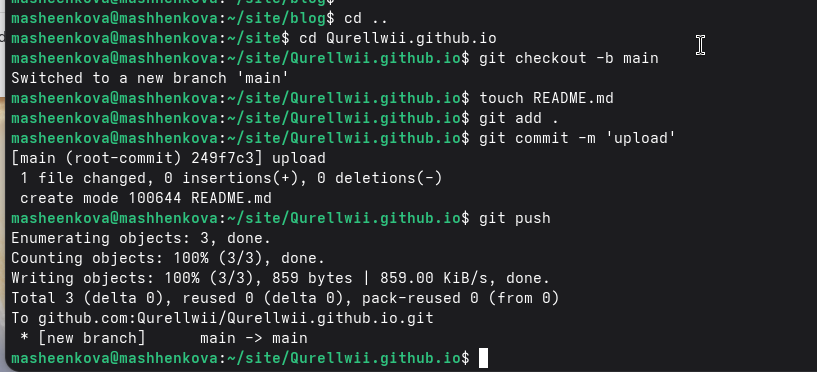 masheenkova@mashhenkova:~/site/blog$
masheenkova@mashhenkova:~/site/blog$ cd ..
masheenkova@mashhenkova:~/site$ cd Qurellwii.github.io
masheenkova@mashhenkova:~/site/Qurellwii.github.io$ git checkout -b main
Switched to a new branch 'main'
masheenkova@mashhenkova:~/site/Qurellwii.github.io$ touch README.md
masheenkova@mashhenkova:~/site/Qurellwii.github.io$ git add .
masheenkova@mashhenkova:~/site/Qurellwii.github.io$ git commit -m 'upload'
[main (root-commit) 249f7c3] upload
 1 file changed, 0 insertions(+), 0 deletions(-)
 create mode 100644 README.md
masheenkova@mashhenkova:~/site/Qurellwii.github.io$ git push
Enumerating objects: 3, done.
Counting objects: 100% (3/3), done.
Writing objects: 100% (3/3), 859 bytes | 859.00 KiB/s, done.
Total 3 (delta 0), reused 0 (delta 0), pack-reused 0 (from 0)
To github.com:Qurellwii/Qurellwii.github.io.git
 * [new branch]      main -> main
masheenkova@mashhenkova:~/site/Qurellwii.github.io$